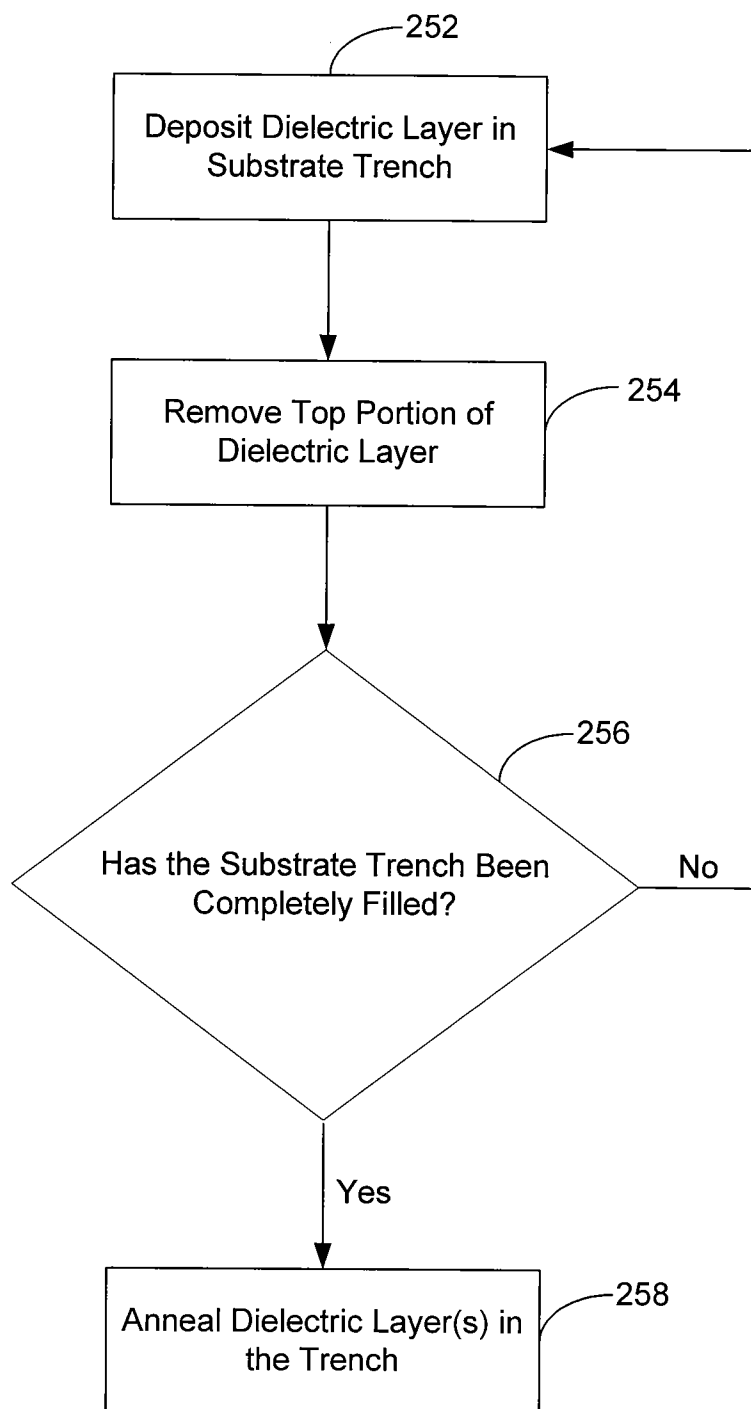 252
Deposit Dielectric Layer in
Substrate Trench
254
Remove Top Portion of
Dielectric Layer
256
Has the Substrate Trench Been
Completely Filled?
No
Yes
258
Anneal Dielectric Layer(s) in
the Trench